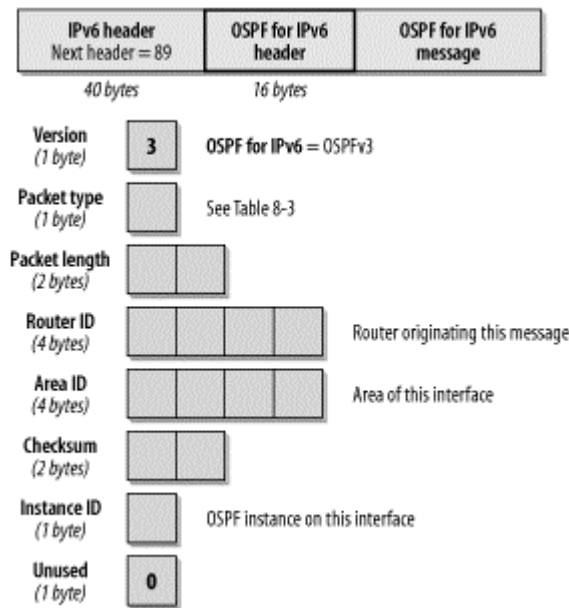 IPv6 header
Next header = 89
OSPF for IPv6
header
OSPF for IPv6
message
40 bytes
16 bytes
Version
(1 byte)
3
OSPF for IPv6 = OSPFv3
Packet type
(1 byte)
See Table 8-3
Packet length
(2 bytes)
Router ID
(4 bytes)
Router originating this message
Area ID
(4 bytes)
Area of this interface
Checksum
(2 bytes)
Instance ID
(1 byte)
OSPF instance on this interface
Unused
(1 byte)
0